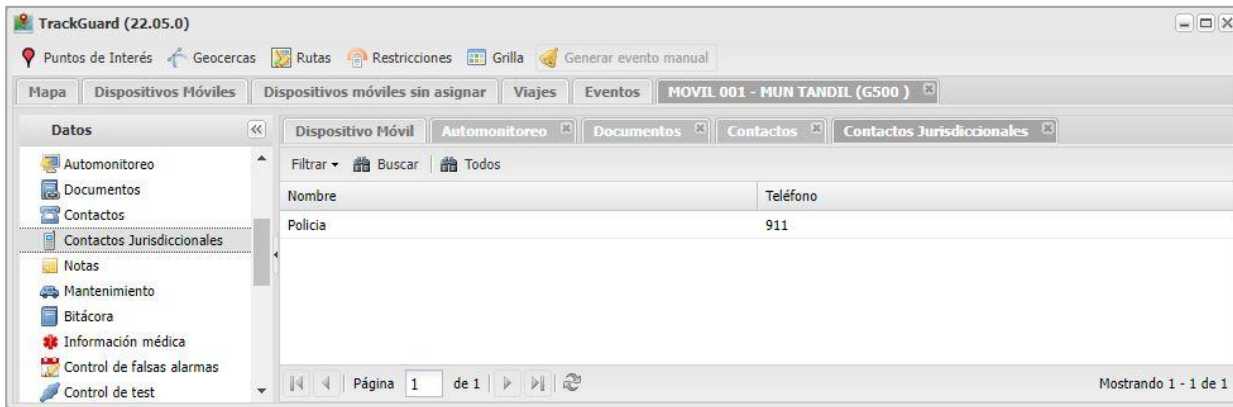 TrackGuard (22.05.0)
Puntos de Interés Geocercas Rutas Restricciones Grilla Generar evento manual
Mapa Dispositivos Móviles Dispositivos móviles sin asignar Viajes Eventos MOVIL 001 - MUN TANDIL (G500 )
Datos
Automonitoreo
Documentos
Contactos
Contactos Jurisdiccionales
Notas
Mantenimiento
Bitácora
Información médica
Control de falsas alarmas
Control de test
Dispositivo Móvil Automonitoreo Documentos Contactos Contactos Jurisdiccionales
Filtrar Buscar Todos
Nombre Teléfono
Policia 911
Página 1 de 1 Mostrando 1 - 1 de 1